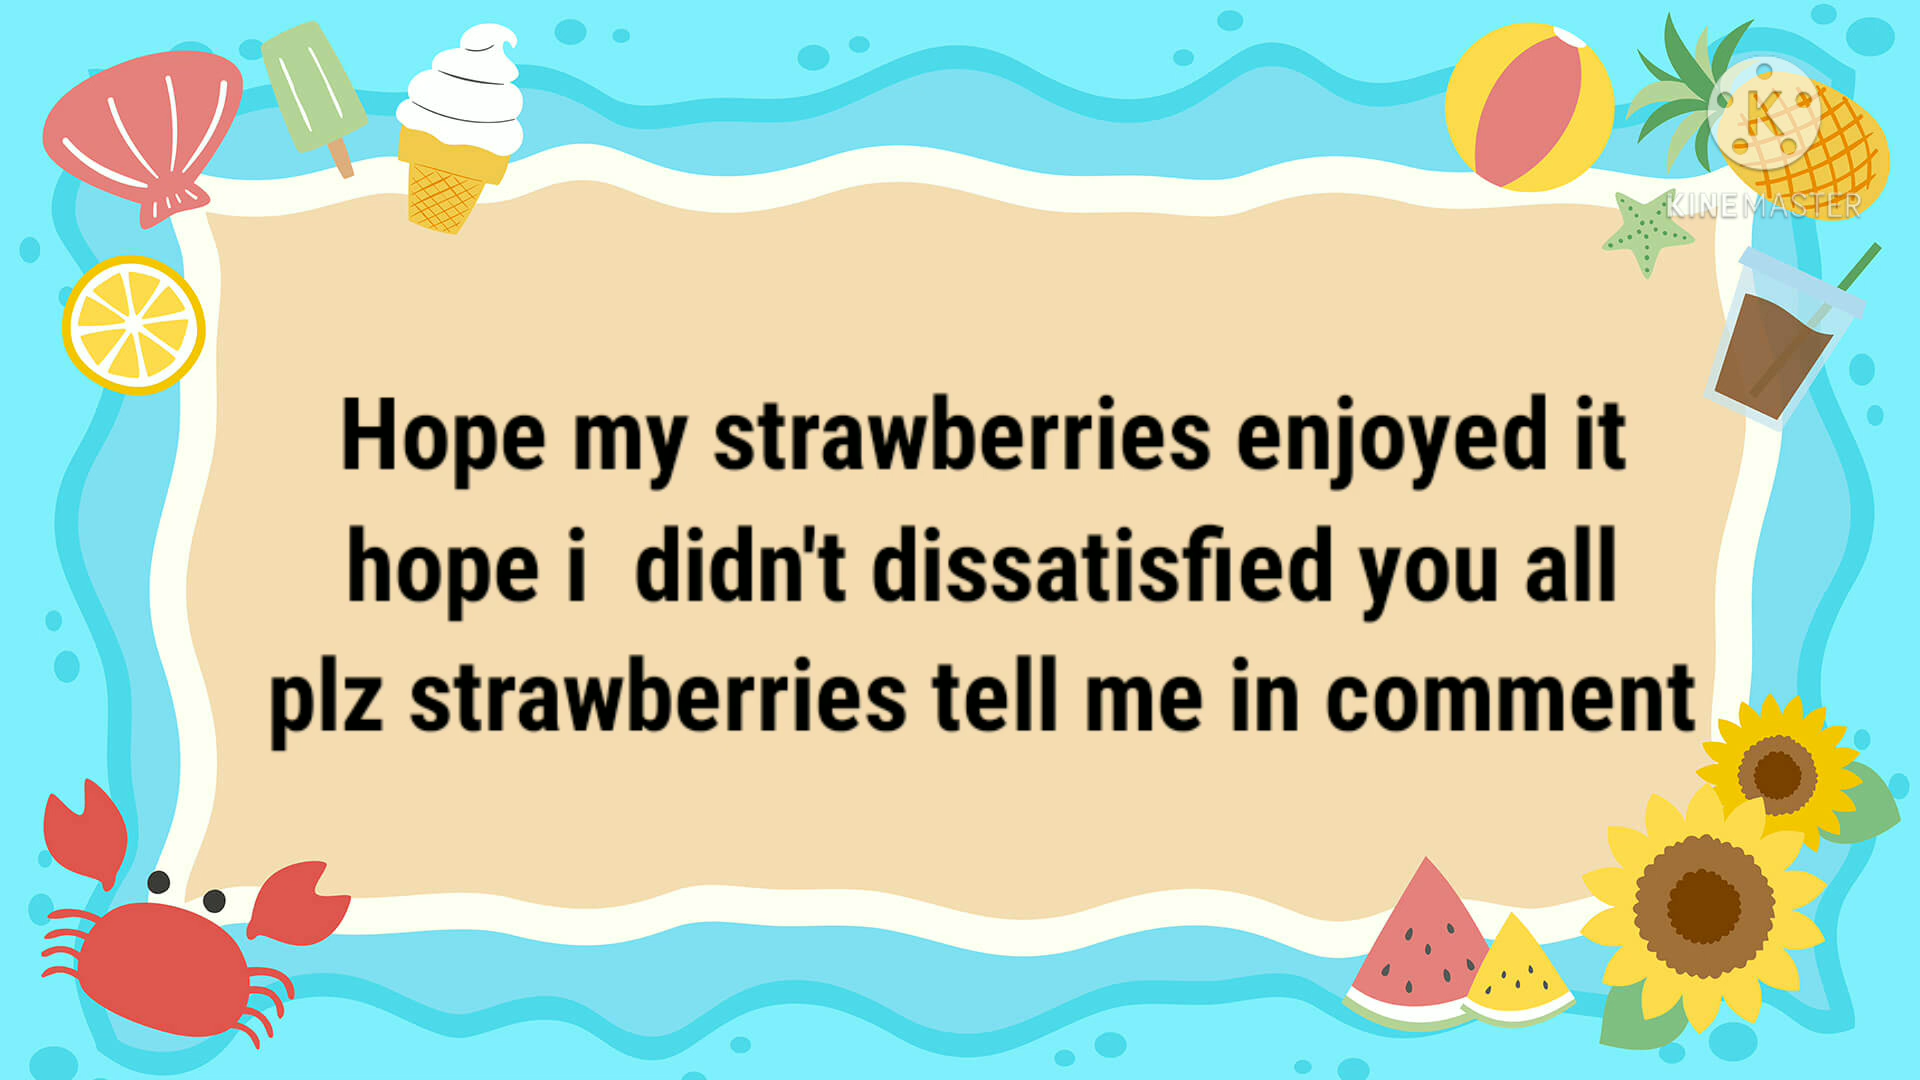 K
KINEMASTER
Hope my strawberries enjoyed it
hope i  didn't dissatisfied you all
plz strawberries tell me in comment